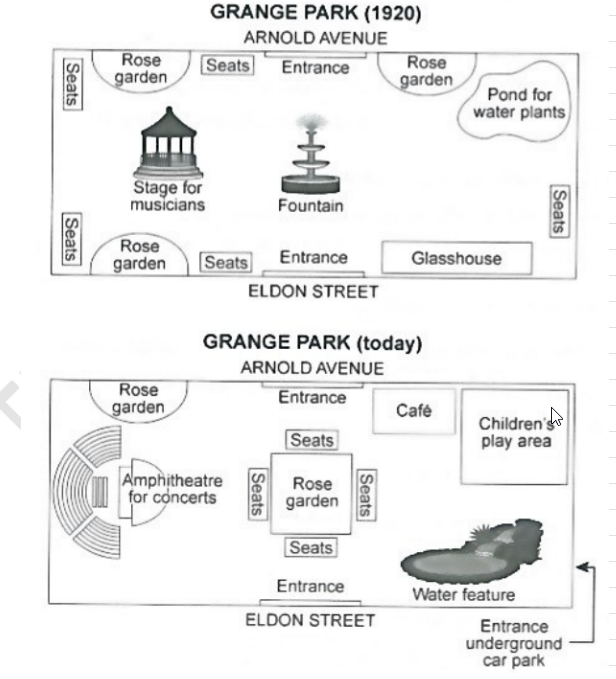 GRANGE PARK (1920)
ARNOLD AVENUE
Seats
Rose
garden
Seats
Entrance
Rose
garden
Pond for
water plants
Stage for
musicians
Fountain
Seats
Seats
Rose
garden
Seats
Entrance
Glasshouse
ELDON STREET
GRANGE PARK (today)
ARNOLD AVENUE
Rose
garden
Entrance
Café
Children's
play area
Seats
Amphitheatre
for concerts
Seats
Rose
garden
Seats
Seats
Entrance
Water feature
ELDON STREET
Entrance
underground
car park